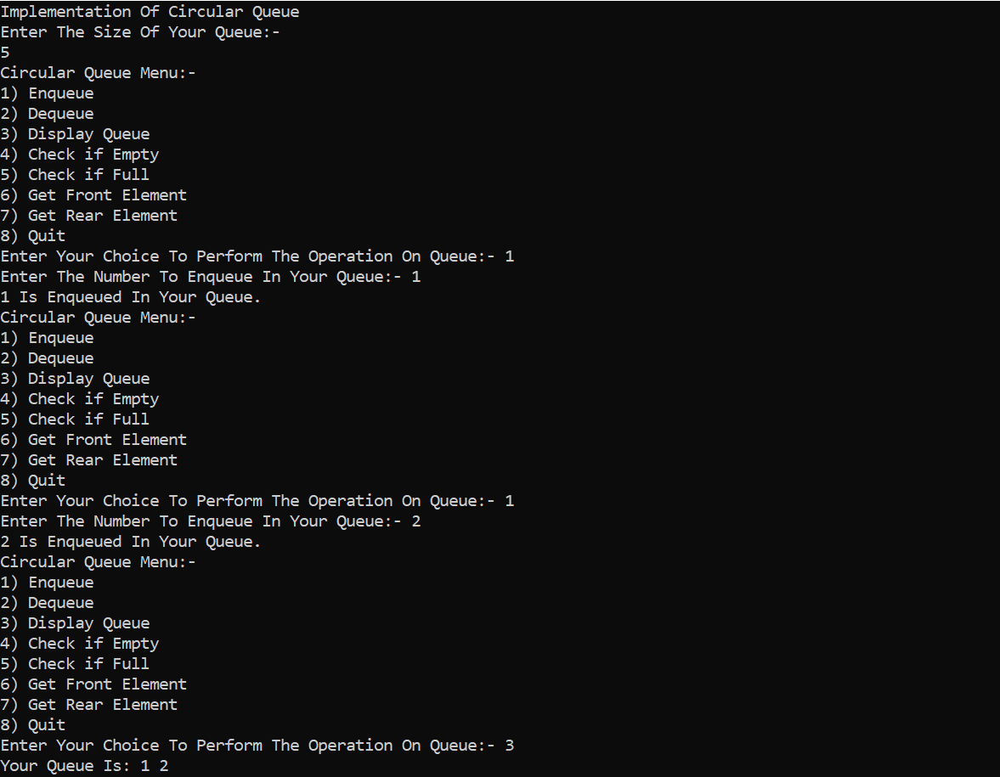 Implementation Of Circular Queue
Enter The Size Of Your Queue:-
5
Circular Queue Menu:-
1) Enqueue
2) Dequeue
3) Display Queue
4) Check if Empty
5) Check if Full
6) Get Front Element
7) Get Rear Element
8) Quit
Enter Your Choice To Perform The Operation On Queue:- 1
Enter The Number To Enqueue In Your Queue:- 1
1 Is Enqueued In Your Queue.
Circular Queue Menu:-
1) Enqueue
2) Dequeue
3) Display Queue
4) Check if Empty
5) Check if Full
6) Get Front Element
7) Get Rear Element
8) Quit
Enter Your Choice To Perform The Operation On Queue:- 1
Enter The Number To Enqueue In Your Queue:- 2
2 Is Enqueued In Your Queue.
Circular Queue Menu:-
1) Enqueue
2) Dequeue
3) Display Queue
4) Check if Empty
5) Check if Full
6) Get Front Element
7) Get Rear Element
8) Quit
Enter Your Choice To Perform The Operation On Queue:- 3
Your Queue Is: 1 2